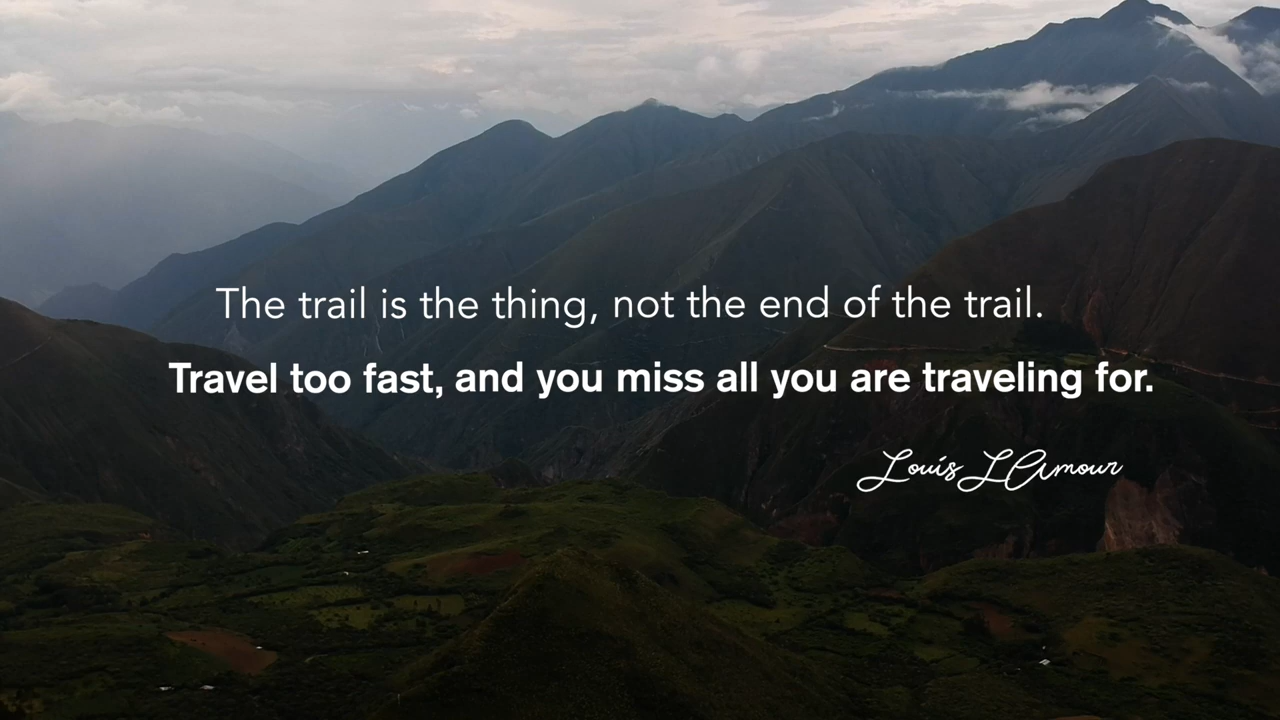 The trail is the thing, not the end of the trail.
Travel too fast, and you miss all you are traveling for.
Louis LAmour